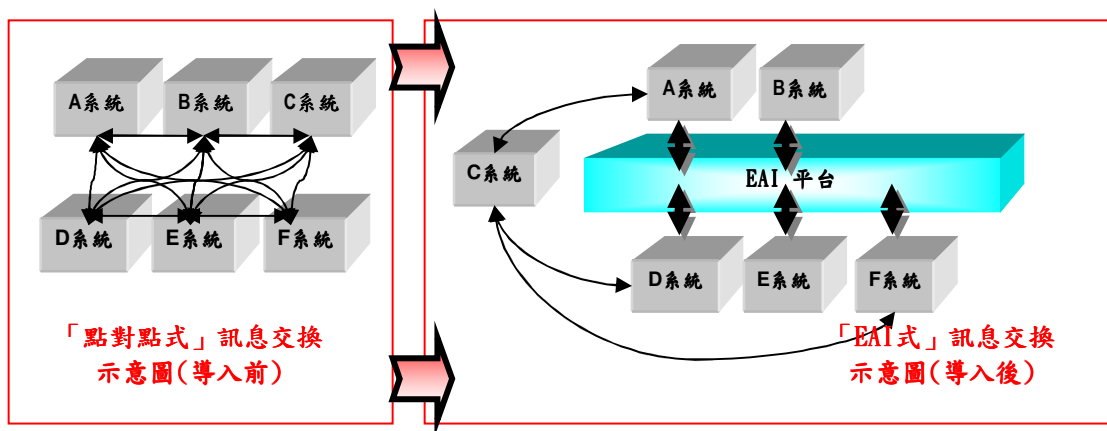 A系統
B系統
C系統
D系統
E系統
F系統
「點對點式」訊息交換
示意圖(導入前)
A系統
B系統
C系統
EAI 平台
D系統
E系統
F系統
「EAI式」訊息交換
示意圖(導入後)